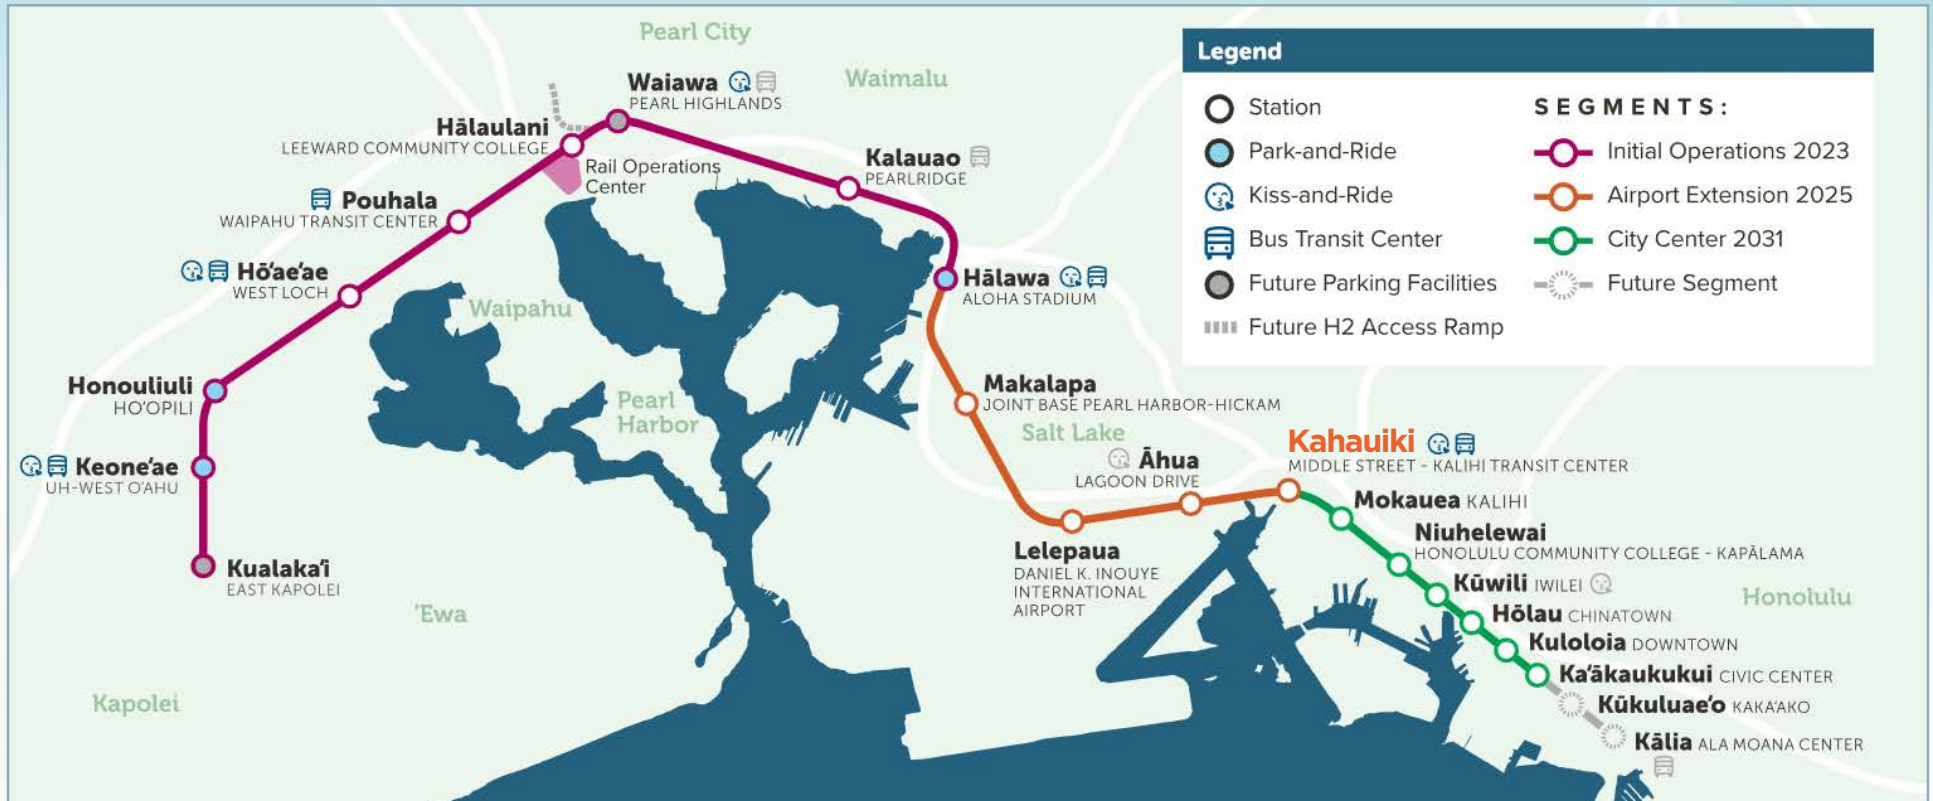 Pearl City
Waimalu
Waiawa
PEARL HIGHLANDS
Hālaulani
LEEWARD COMMUNITY COLLEGE
Rail Operations
Center
Kalauao
PEARLRIDGE
Pouhala
WAIPAHU TRANSIT CENTER
Hō'ae'ae
WEST LOCH
Hālawa
ALOHA STADIUM
Waipahu
Honouliuli
HO'OPILI
Pearl
Harbor
Makalapa
JOINT BASE PEARL HARBOR-HICKAM
Salt Lake
Keone'ae
UH-WEST O'AHU
Āhua
LAGOON DRIVE
Kahauiki
MIDDLE STREET - KALIHI TRANSIT CENTER
Mokauea KALIHI
Niuhelewai
HONOLULU COMMUNITY COLLEGE - KAPĀLAMA
Lelepaua
DANIEL K. INOUYE
INTERNATIONAL
AIRPORT
Kualaka'i
EAST KAPOLEI
'Ewa
Kūwili IWILEI
Honolulu
Hōlau CHINATOWN
Kuloloia DOWNTOWN
Ka'ākaukukui CIVIC CENTER
Kapolei
Kūkuluae'o KAKA'AKO
Kālia ALA MOANA CENTER
Legend
Station
Park-and-Ride
Kiss-and-Ride
Bus Transit Center
Future Parking Facilities
Future H2 Access Ramp
SEGMENTS:
Initial Operations 2023
Airport Extension 2025
City Center 2031
Future Segment